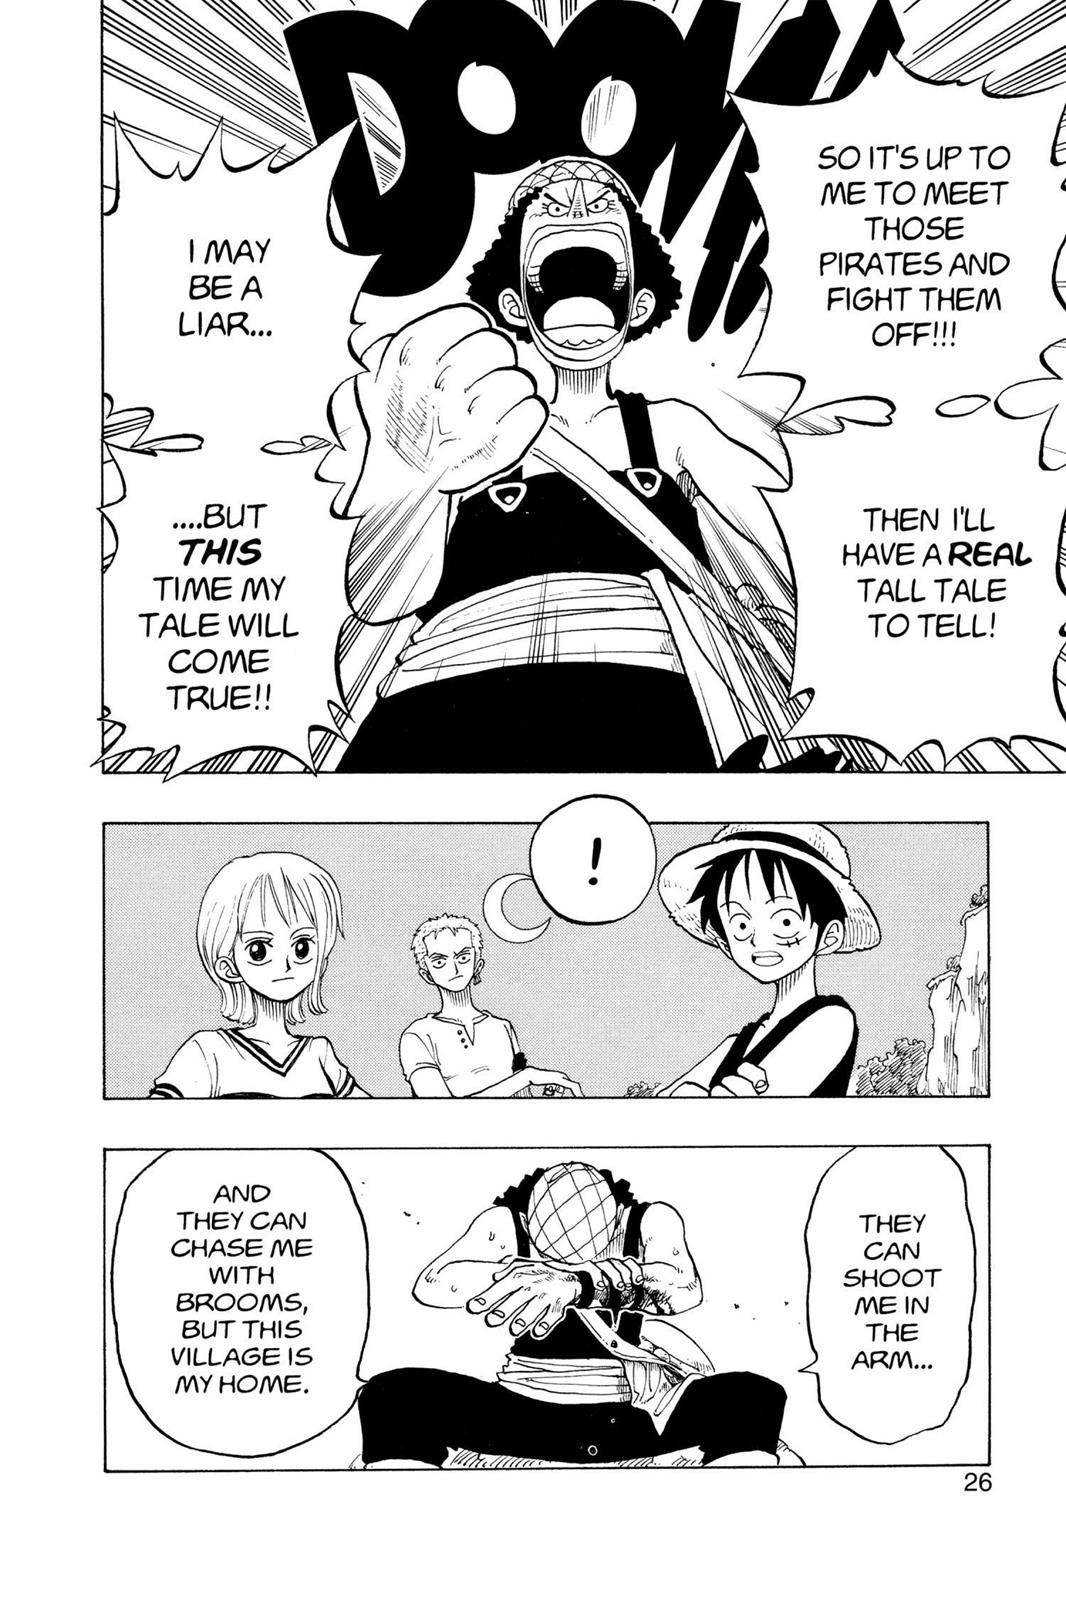 DOOM
SO IT'S UP TO
ME TO MEET
THOSE
PIRATES AND
FIGHT THEM
OFF!!!
THEN I'LL
HAVE A REAL
TALL TALE
TO TELL!
I MAY
BE A
LIAR...
....BUT
THIS
TIME MY
TALE WILL
COME
TRUE!!
!
THEY
CAN
SHOOT
ME IN
THE
ARM...
AND
THEY CAN
CHASE ME
WITH
BROOMS,
BUT THIS
VILLAGE IS
MY HOME.
26